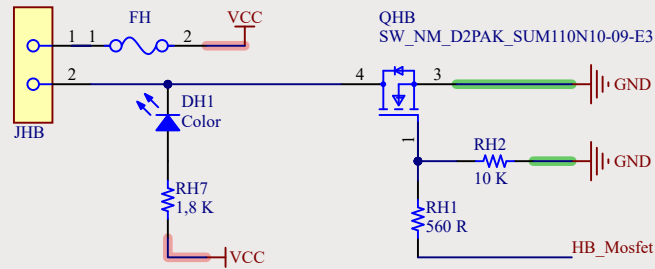 FH
VCC
QHB
SW_NM_D2PAK_SUM110N10-09-E3
1 1 2
2
4 3
GND
JHB
DH1
Color
1
RH2
GND
10 K
RH7
1,8 K
RH1
560 R
VCC
HB_Mosfet